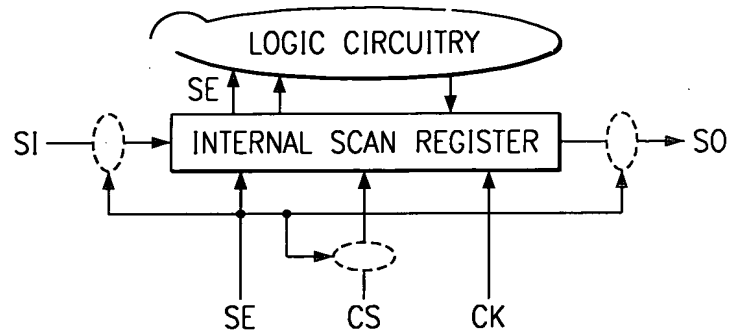 LOGIC CIRCUITRY
SE
SI
INTERNAL SCAN REGISTER
SO
SE
CS
CK